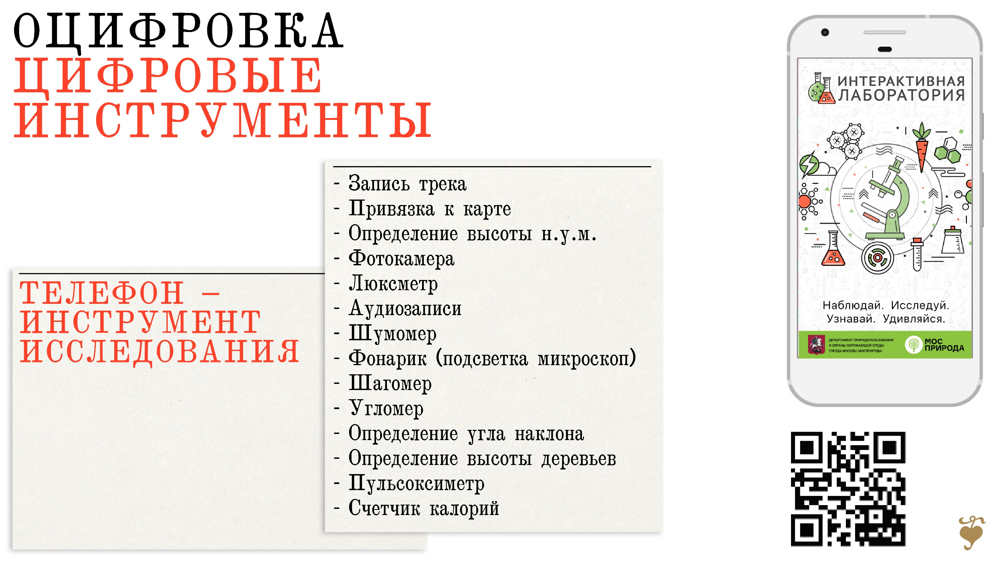 ОЦИФРОВКА
ЦИФРОВЫЕ
ИНСТРУМЕНТЫ
ТЕЛЕФОН –
ИНСТРУМЕНТ
ИССЛЕДОВАНИЯ
- Запись трека
- Привязка к карте
- Определение высоты н.у.м.
- Фотокамера
- Люксметр
- Аудиозаписи
- Шумомер
- Фонарик (подсветка микроскоп)
- Шагомер
- Угломер
- Определение угла наклона
- Определение высоты деревьев
- Пульсоксиметр
- Счетчик калорий
ИНТЕРАКТИВНАЯ
ЛАБОРАТОРИЯ
Наблюдай. Исследуй.
Узнавай. Удивляйся.
ДЕПАРТАМЕНТ ПРИРОДОПОЛЬЗОВАНИЯ
И ОХРАНЫ ОКРУЖАЮЩЕЙ СРЕДЫ
ГОРОДА МОСКВЫ (МОСПРИРОДА)
МОС
ПРИРОДА